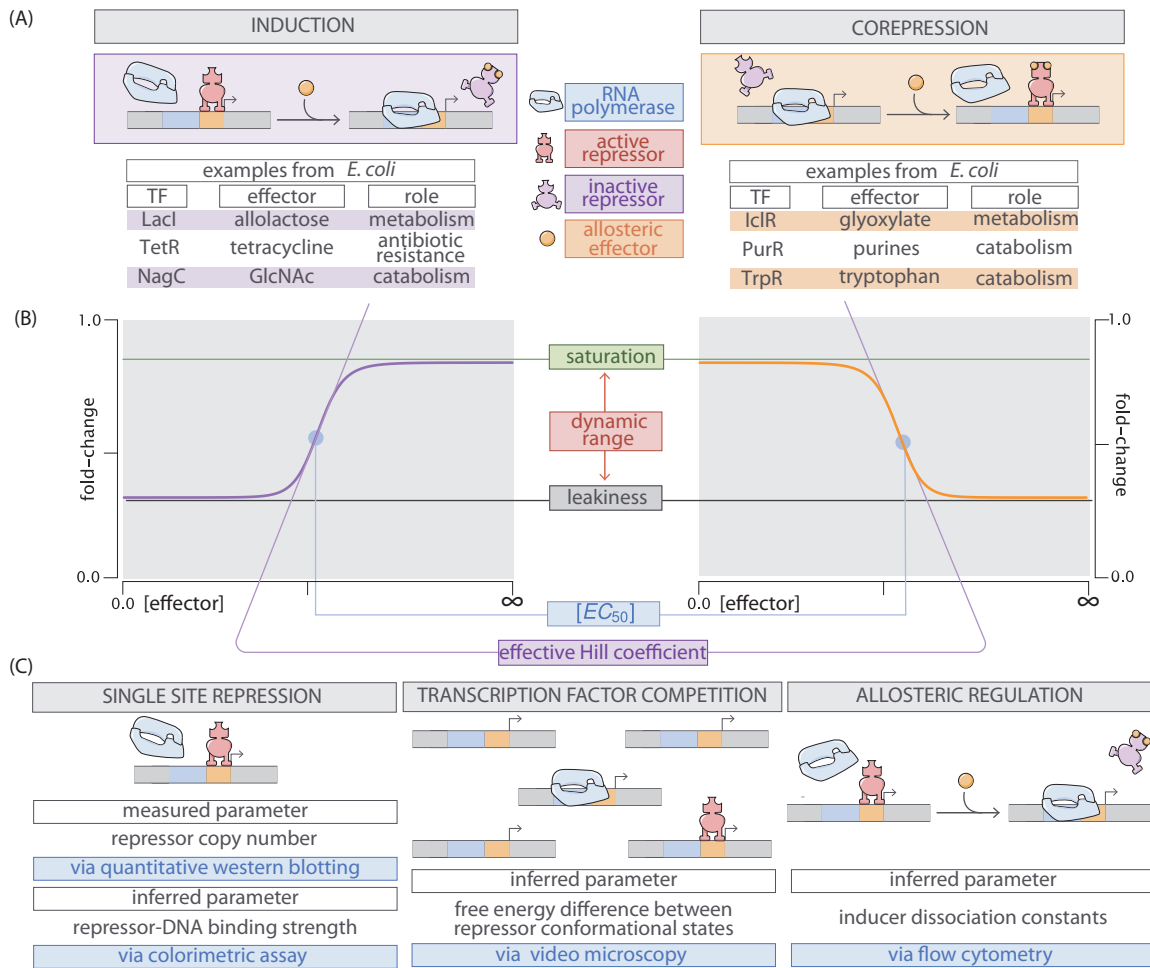 (A)
INDUCTION
COREPRESSION
RNA
polymerase
active
repressor
inactive
repressor
allosteric
effector
examples from E. coli
TF effector role
LacI allolactose metabolism
TetR tetracycline antibiotic
resistance
NagC GlcNAc catabolism
examples from E. coli
TF effector role
IclR glyoxylate metabolism
PurR purines catabolism
TrpR tryptophan catabolism
(B)
1.0
fold-change
0.0
0.0 [effector] ∞
saturation
dynamic
range
leakiness
1.0
fold-change
0.0
0.0 [effector] ∞
[EC50]
effective Hill coefficient
(C)
SINGLE SITE REPRESSION
measured parameter
repressor copy number
via quantitative western blotting
inferred parameter
repressor-DNA binding strength
via colorimetric assay
TRANSCRIPTION FACTOR COMPETITION
inferred parameter
free energy difference between
repressor conformational states
via video microscopy
ALLOSTERIC REGULATION
inferred parameter
inducer dissociation constants
via flow cytometry